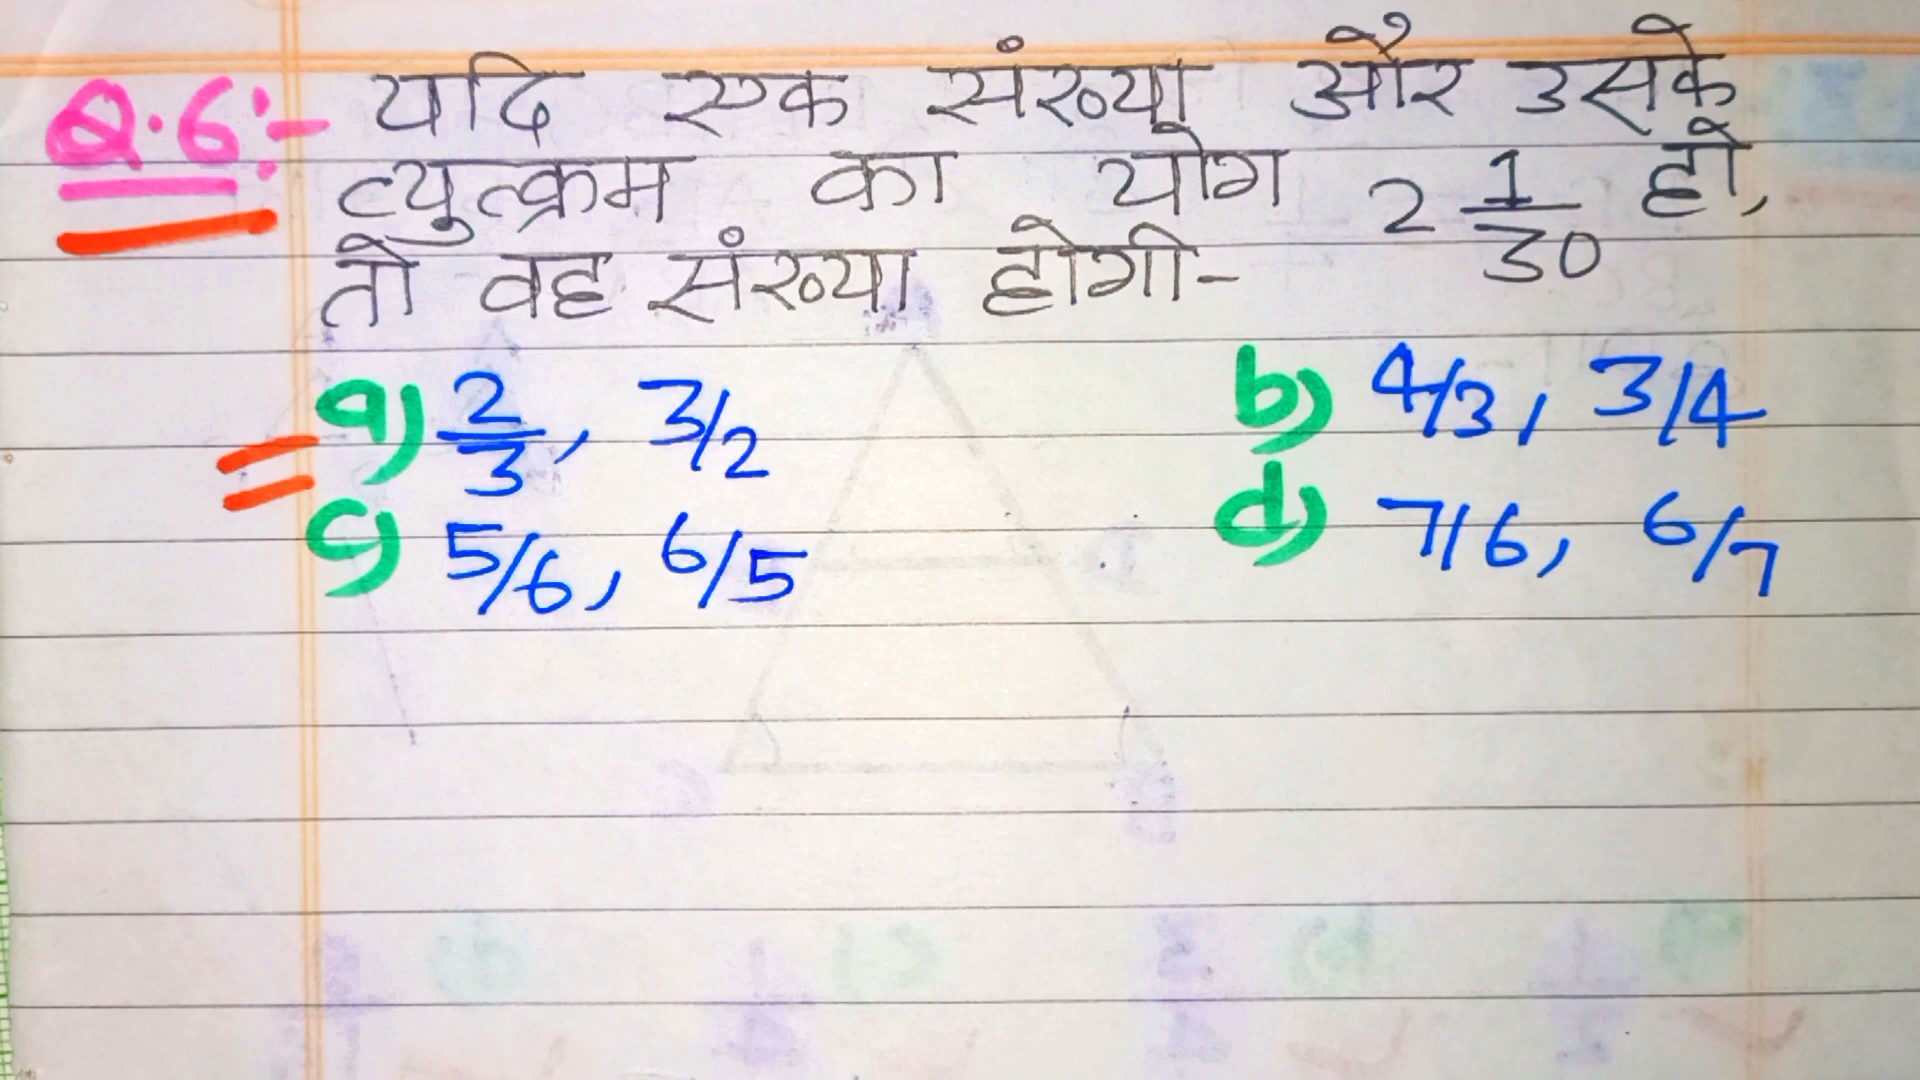 Q.6:- यदि एक संख्या और उसके
व्युत्क्रम का योग 2 1/30 हो,
तो वह संख्या होगी-
a) 2/3, 3/2 b) 4/3, 3/4
c) 5/6, 6/5 d) 7/6, 6/7